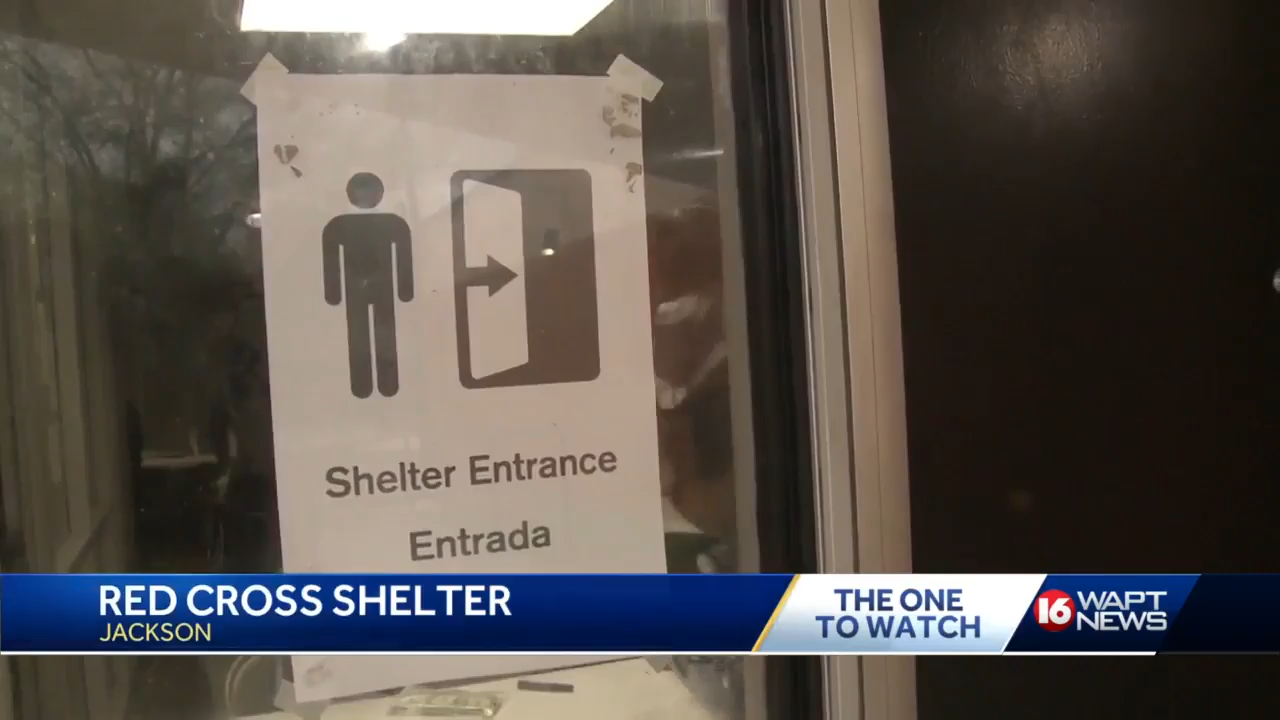 Shelter Entrance
Entrada
RED CROSS SHELTER
JACKSON
THE ONE
TO WATCH
16 WAPT
NEWS